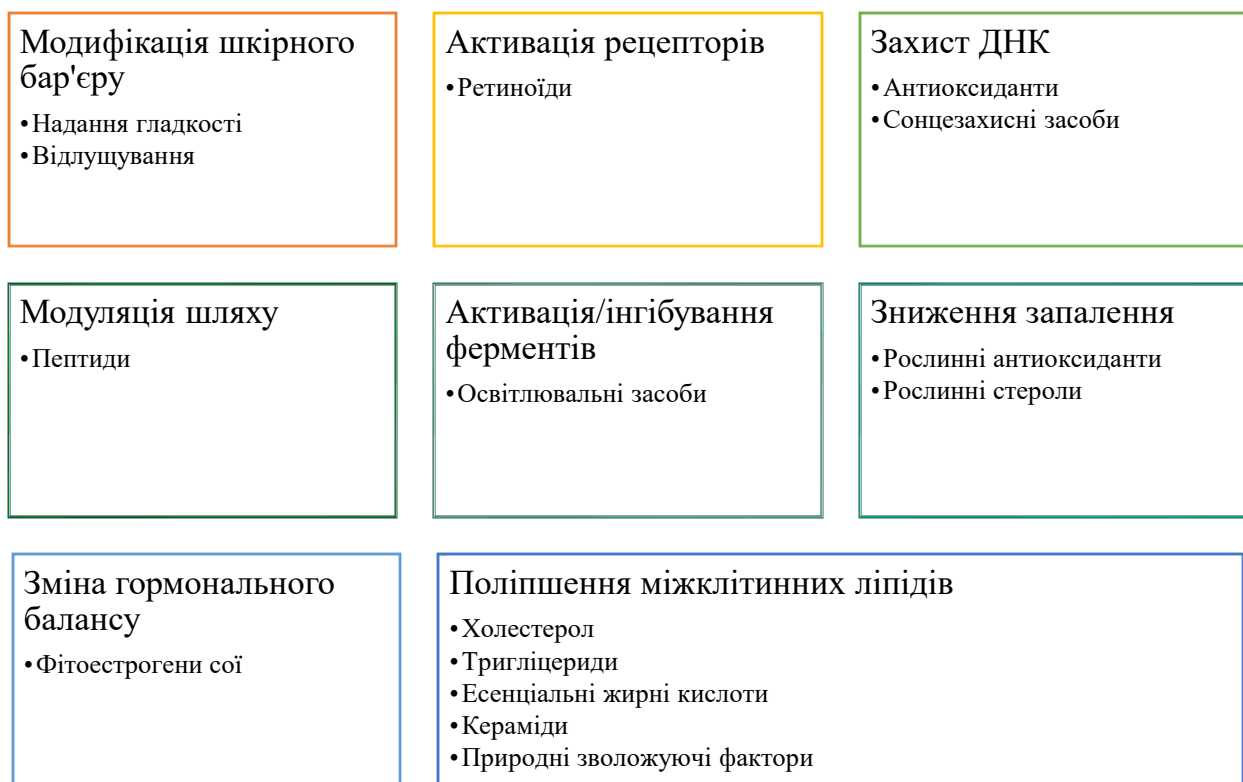 Модифікація шкірного
бар'єру
•Надання гладкості
•Відлущування
Активація рецепторів
•Ретиноїди
Захист ДНК
•Антиоксиданти
•Сонцезахисні засоби
Модуляція шляху
•Пептиди
Активація/інгібування
ферментів
•Освітлювальні засоби
Зниження запалення
•Рослинні антиоксиданти
•Рослинні стероли
Зміна гормонального
балансу
•Фітоестрогени сої
Поліпшення міжклітинних ліпідів
•Холестерол
•Тригліцериди
•Есенціальні жирні кислоти
•Кераміди
•Природні зволожуючі фактори